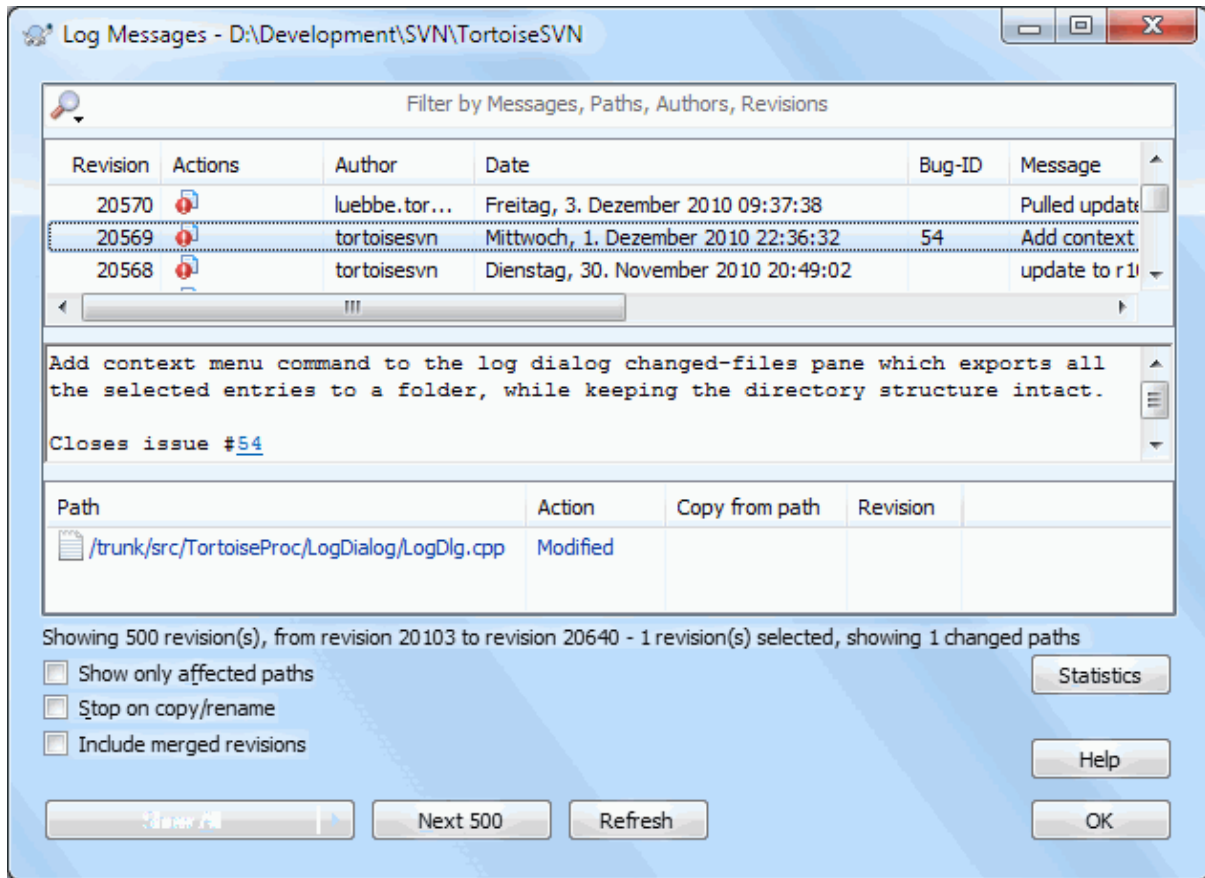 Log Messages - D:\Development\SVN\TortoiseSVN
Filter by Messages, Paths, Authors, Revisions
Revision Actions Author Date Bug-ID Message
20570 luebbe.tor... Freitag, 3. Dezember 2010 09:37:38 Pulled update
20569 tortoisesvn Mittwoch, 1. Dezember 2010 22:36:32 54 Add context
20568 tortoisesvn Dienstag, 30. November 2010 20:49:02 update to
Add context menu command to the log dialog changed-files pane which exports all
the selected entries to a folder, while keeping the directory structure intact.
Closes issue #54
Path Action Copy from path Revision
/trunk/src/TortoiseProc/LogDialog/LogDlg.cpp Modified
Showing 500 revision(s), from revision 20103 to revision 20640 - 1 revision(s) selected, showing 1 changed paths
Show only affected paths
Statistics
Stop on copy/rename
Include merged revisions
Help
Next 500 Refresh OK